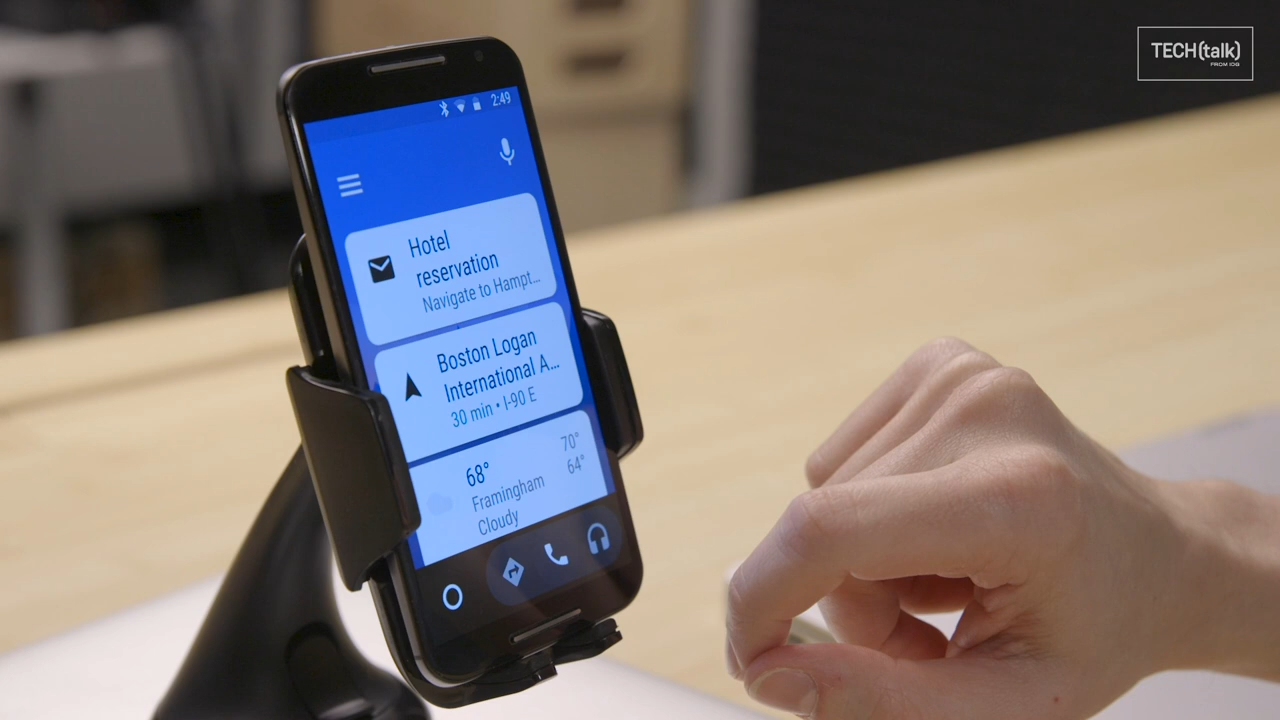 TECH(talk)
FROM IDG
2:49
Hotel
reservation
Navigate to Hampt...
Boston Logan
International A...
30 min • I-90 E
68°
70°
64°
Framingham
Cloudy